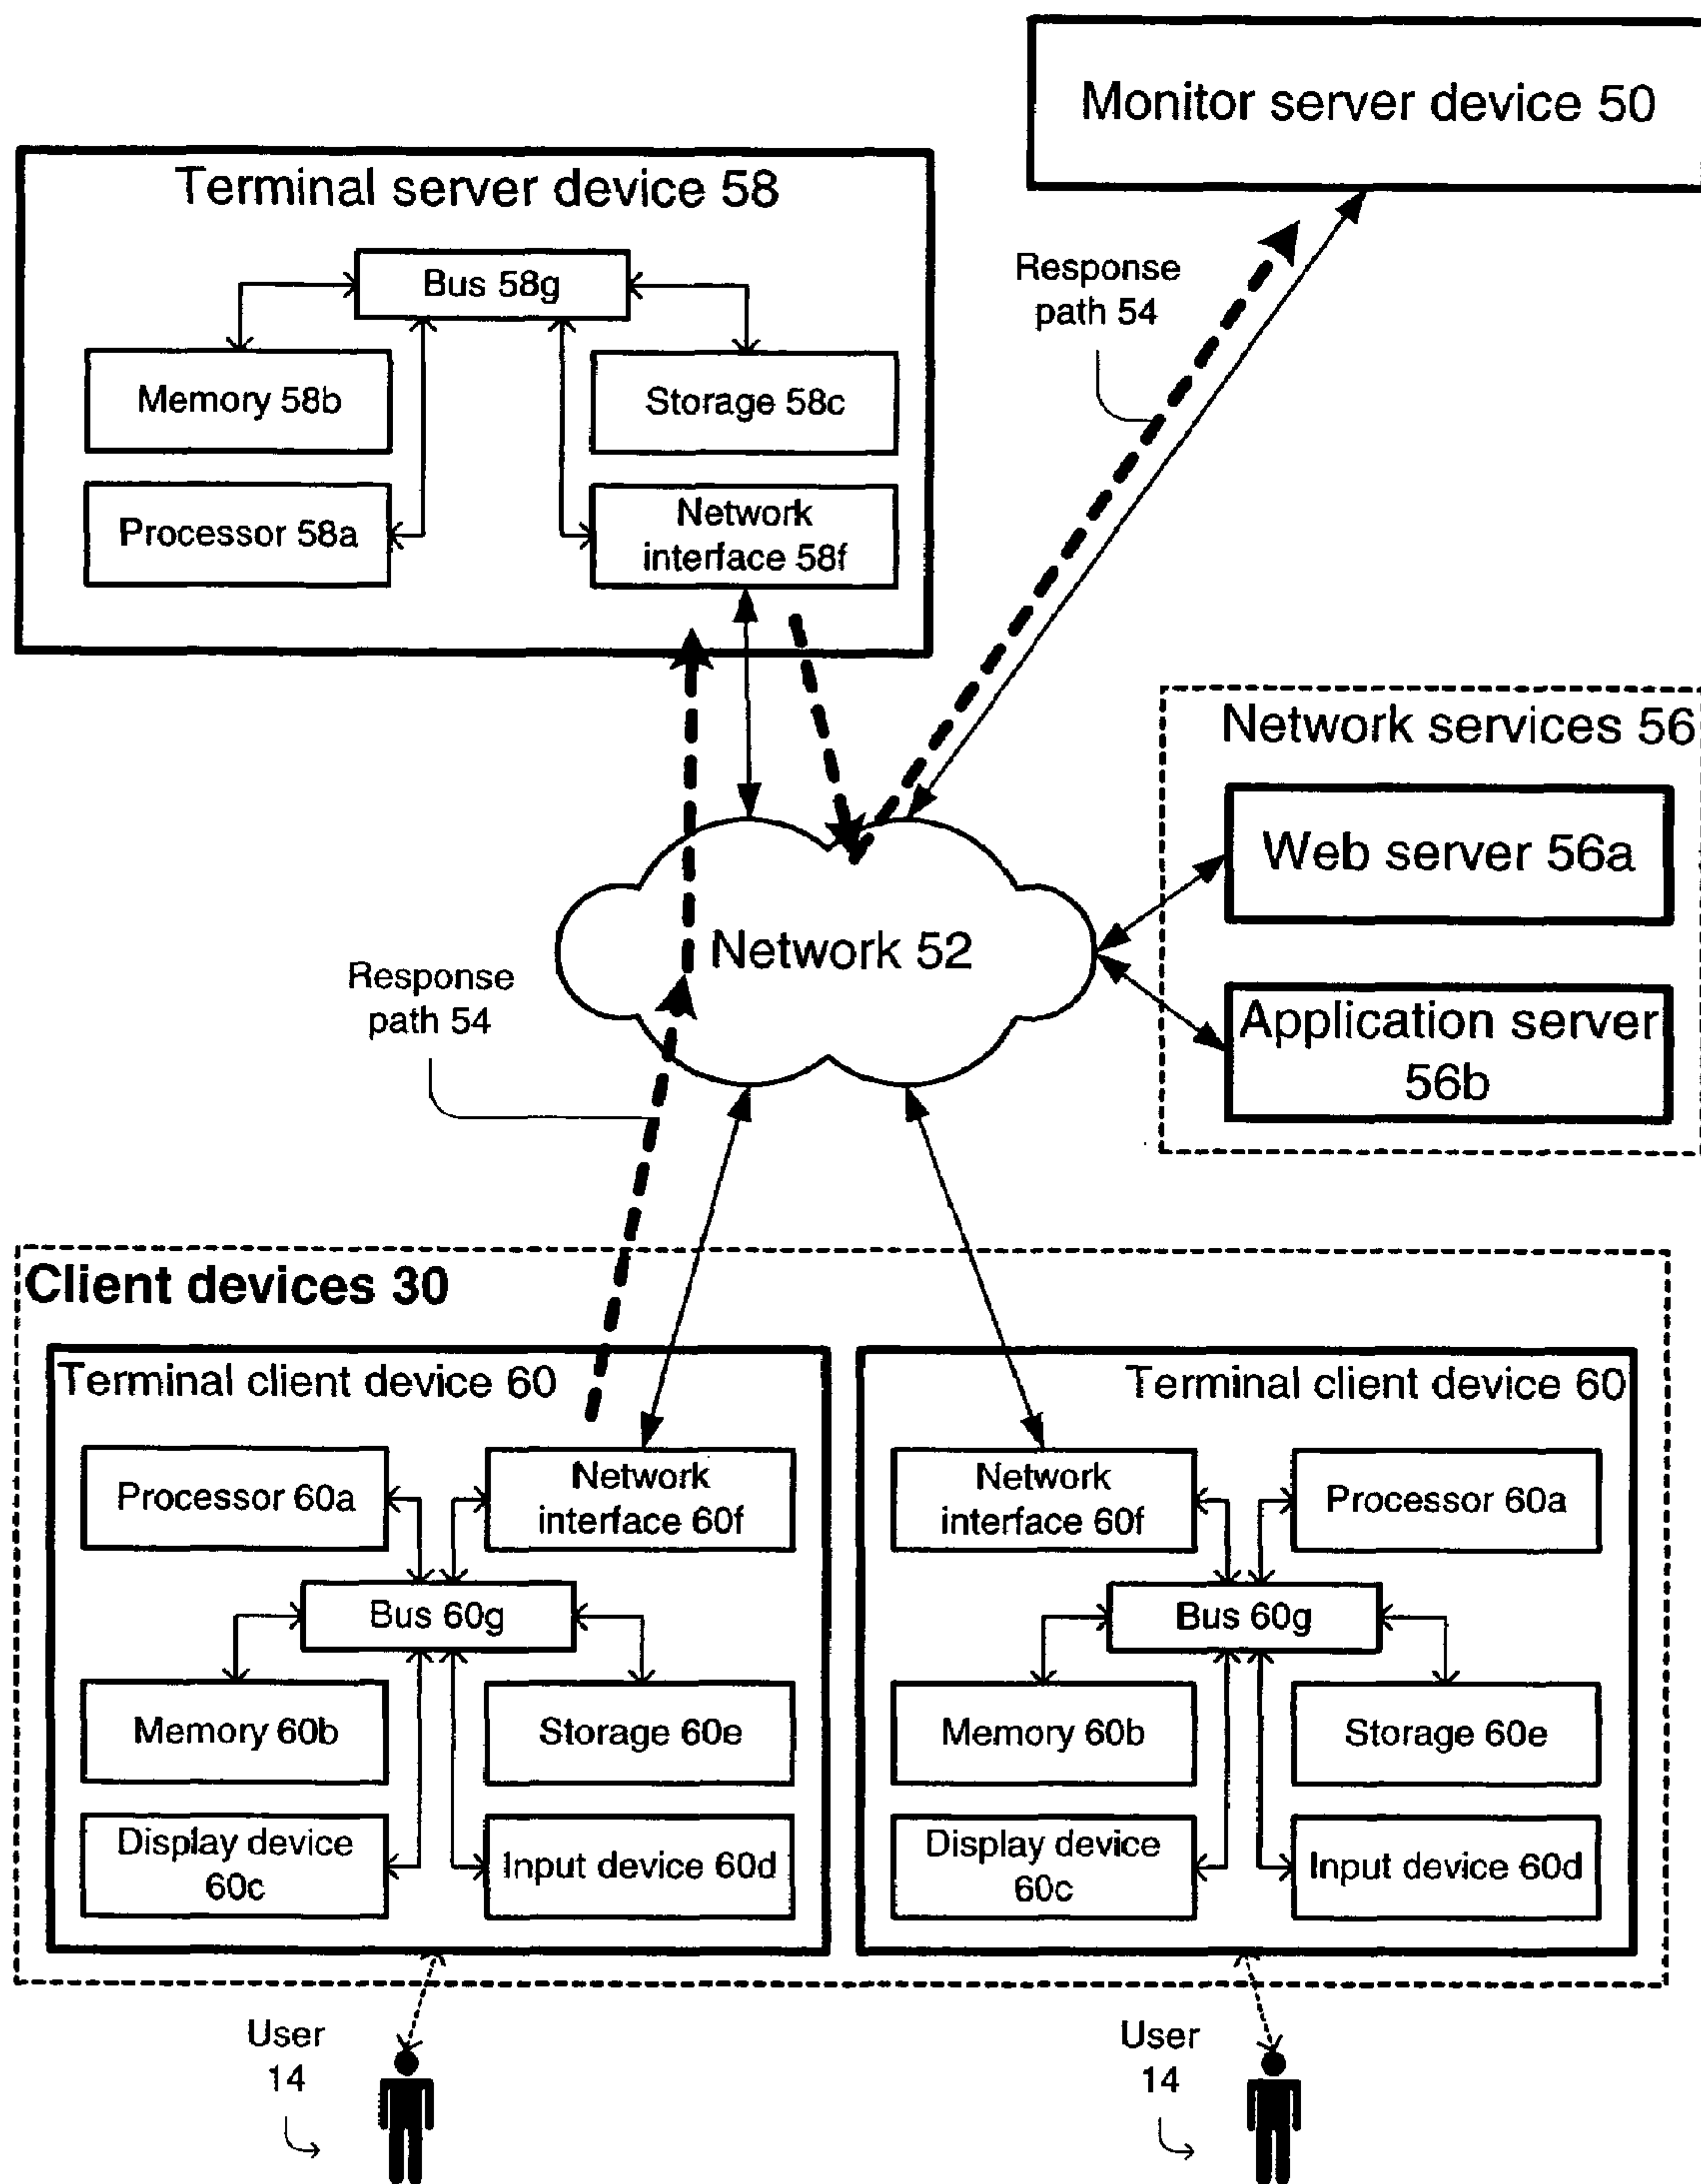 Monitor server device 50
Terminal server device 58
Bus 58g
Memory 58b
Storage 58c
Processor 58a
Network
interface 58f
Response
path 54
Network services 56
Web server 56a
Application server
56b
Network 52
Response
path 54
Client devices 30
Terminal client device 60
Processor 60a
Network
interface 60f
Bus 60g
Memory 60b
Storage 60e
Display device
60c
Input device 60d
Terminal client device 60
Network
interface 60f
Processor 60a
Bus 60g
Memory 60b
Storage 60e
Display device
60c
Input device 60d
User
14
User
14